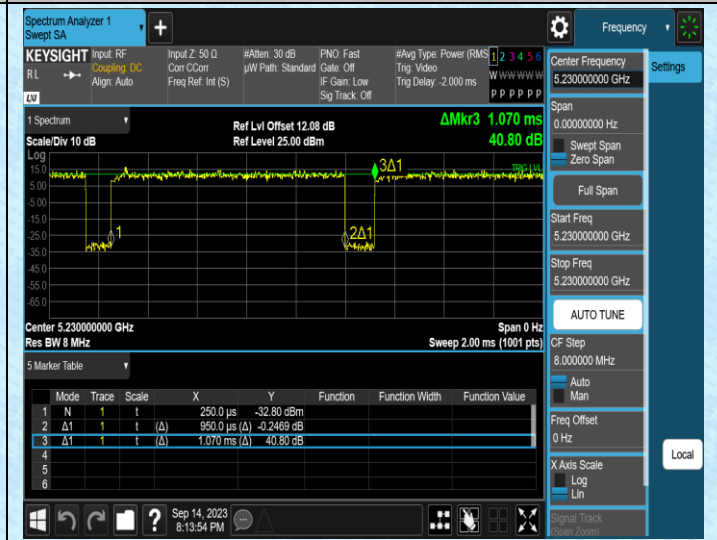 Spectrum Analyzer 1
Swept SA
+
Frequency
KEYSIGHT
RL
LXI
Input: RF
Coupling: DC
Align: Auto
Input Z: 50 Ω
Corr CCorr
Freq Ref: Int (S)
#Atten: 30 dB
µW Path: Standard
PNO: Fast
Gate: Off
IF Gain: Low
Sig Track: Off
#Avg Type: Power (RMS
Trig: Video
Trig Delay: -2.000 ms
1 2 3 4 5 6
W W W W W W
P P P P P P
1 Spectrum
Scale/Div 10 dB
Ref Lvl Offset 12.08 dB
Ref Level 25.00 dBm
ΔMkr3 1.070 ms
40.80 dB
Log
15.0
5.00
-5.00
-15.0
-25.0
-35.0
-45.0
-55.0
-65.0
1
2Δ1
3Δ1
TRIG LVL
Center 5.230000000 GHz
Res BW 8 MHz
Span 0 Hz
Sweep 2.00 ms (1001 pts)
5 Marker Table
Mode Trace Scale X Y Function Function Width Function Value
1 N 1 t 250.0 µs -32.80 dBm
2 Δ1 1 t (Δ) 950.0 µs (Δ) -0.2469 dB
3 Δ1 1 t (Δ) 1.070 ms (Δ) 40.80 dB
4
5
6
?
Sep 14, 2023
8:13:54 PM
Center Frequency
5.230000000 GHz
Span
0.00000000 Hz
Swept Span
Zero Span
Full Span
Start Freq
5.230000000 GHz
Stop Freq
5.230000000 GHz
AUTO TUNE
CF Step
8.000000 MHz
Auto
Man
Freq Offset
0 Hz
X Axis Scale
Log
Lin
Signal Track
(Span Zoom)
Settings
Local